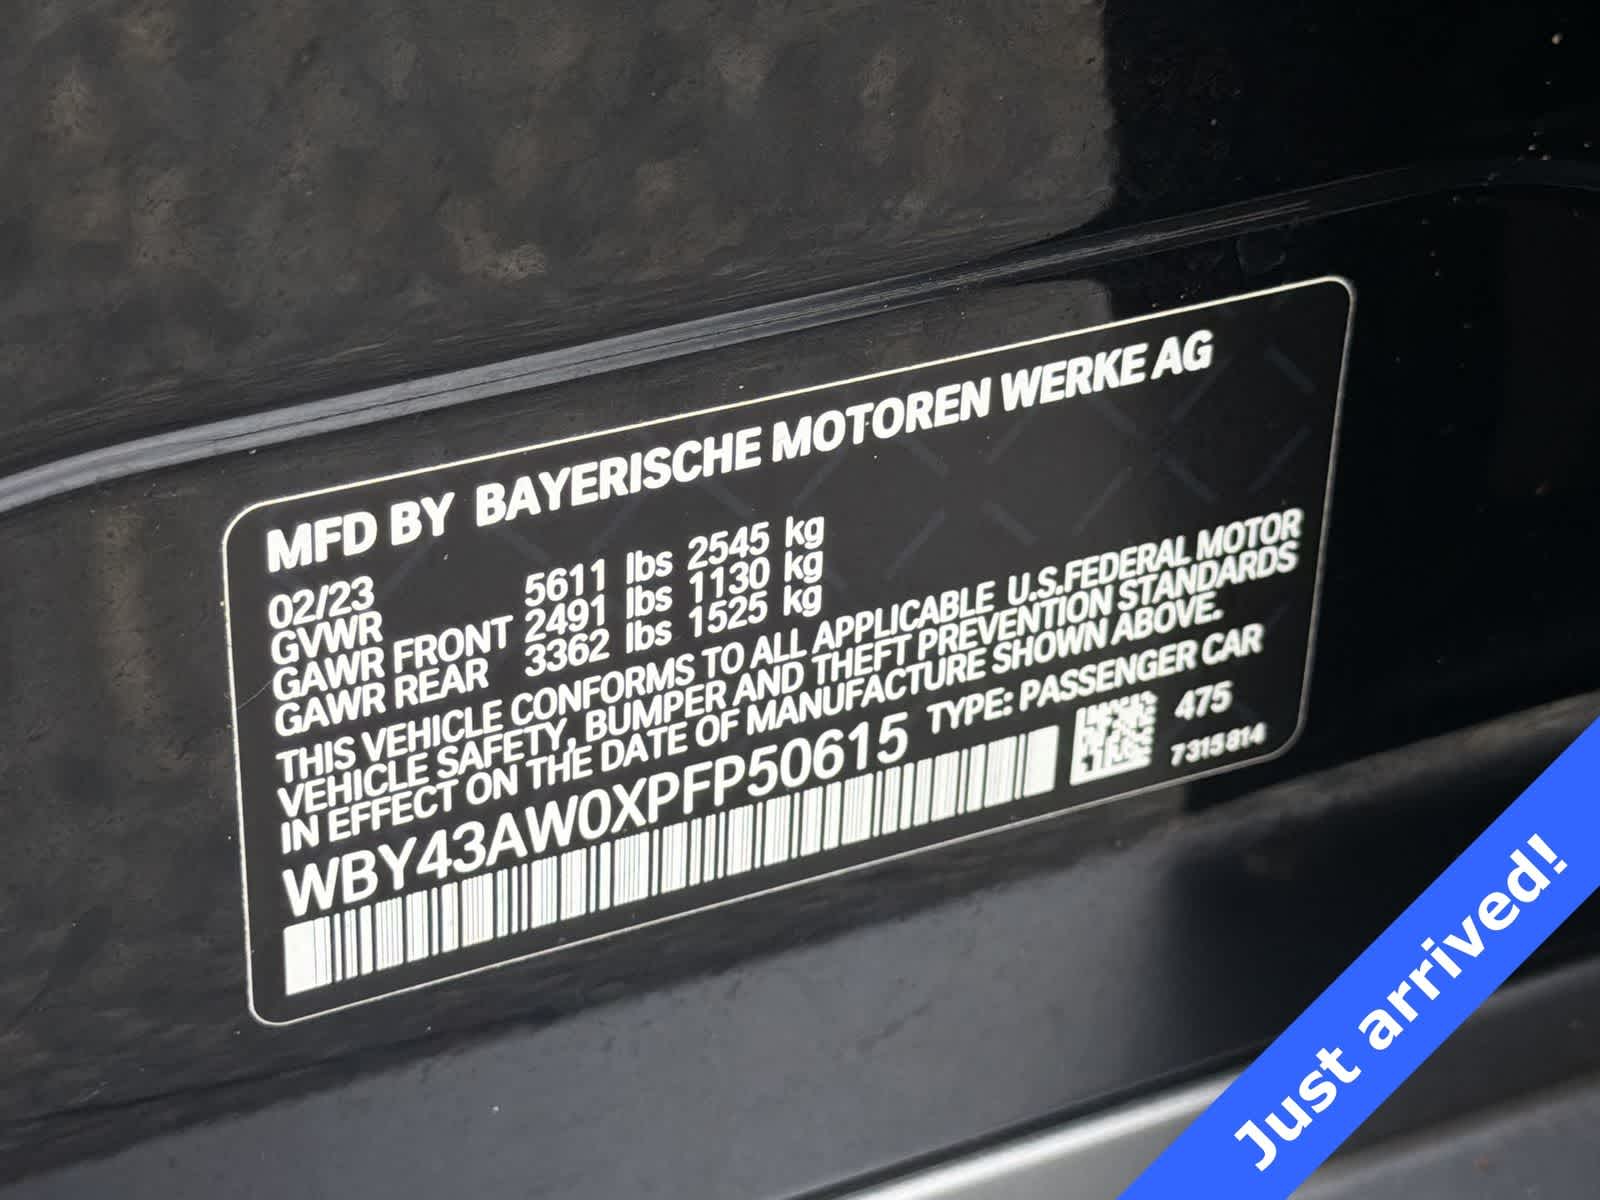 MFD BY BAYERISCHE MOTOREN WERKE AG
02/23
GVWR 5611 lbs 2545 kg
GAWR FRONT 2491 lbs 1130 kg
GAWR REAR 3362 lbs 1525 kg
THIS VEHICLE CONFORMS TO ALL APPLICABLE U.S.FEDERAL MOTOR
VEHICLE SAFETY, BUMPER AND THEFT PREVENTION STANDARDS
IN EFFECT ON THE DATE OF MANUFACTURE SHOWN ABOVE.
WBY43AW0XPFP50615 TYPE: PASSENGER CAR
475
7315814
Just arrived!